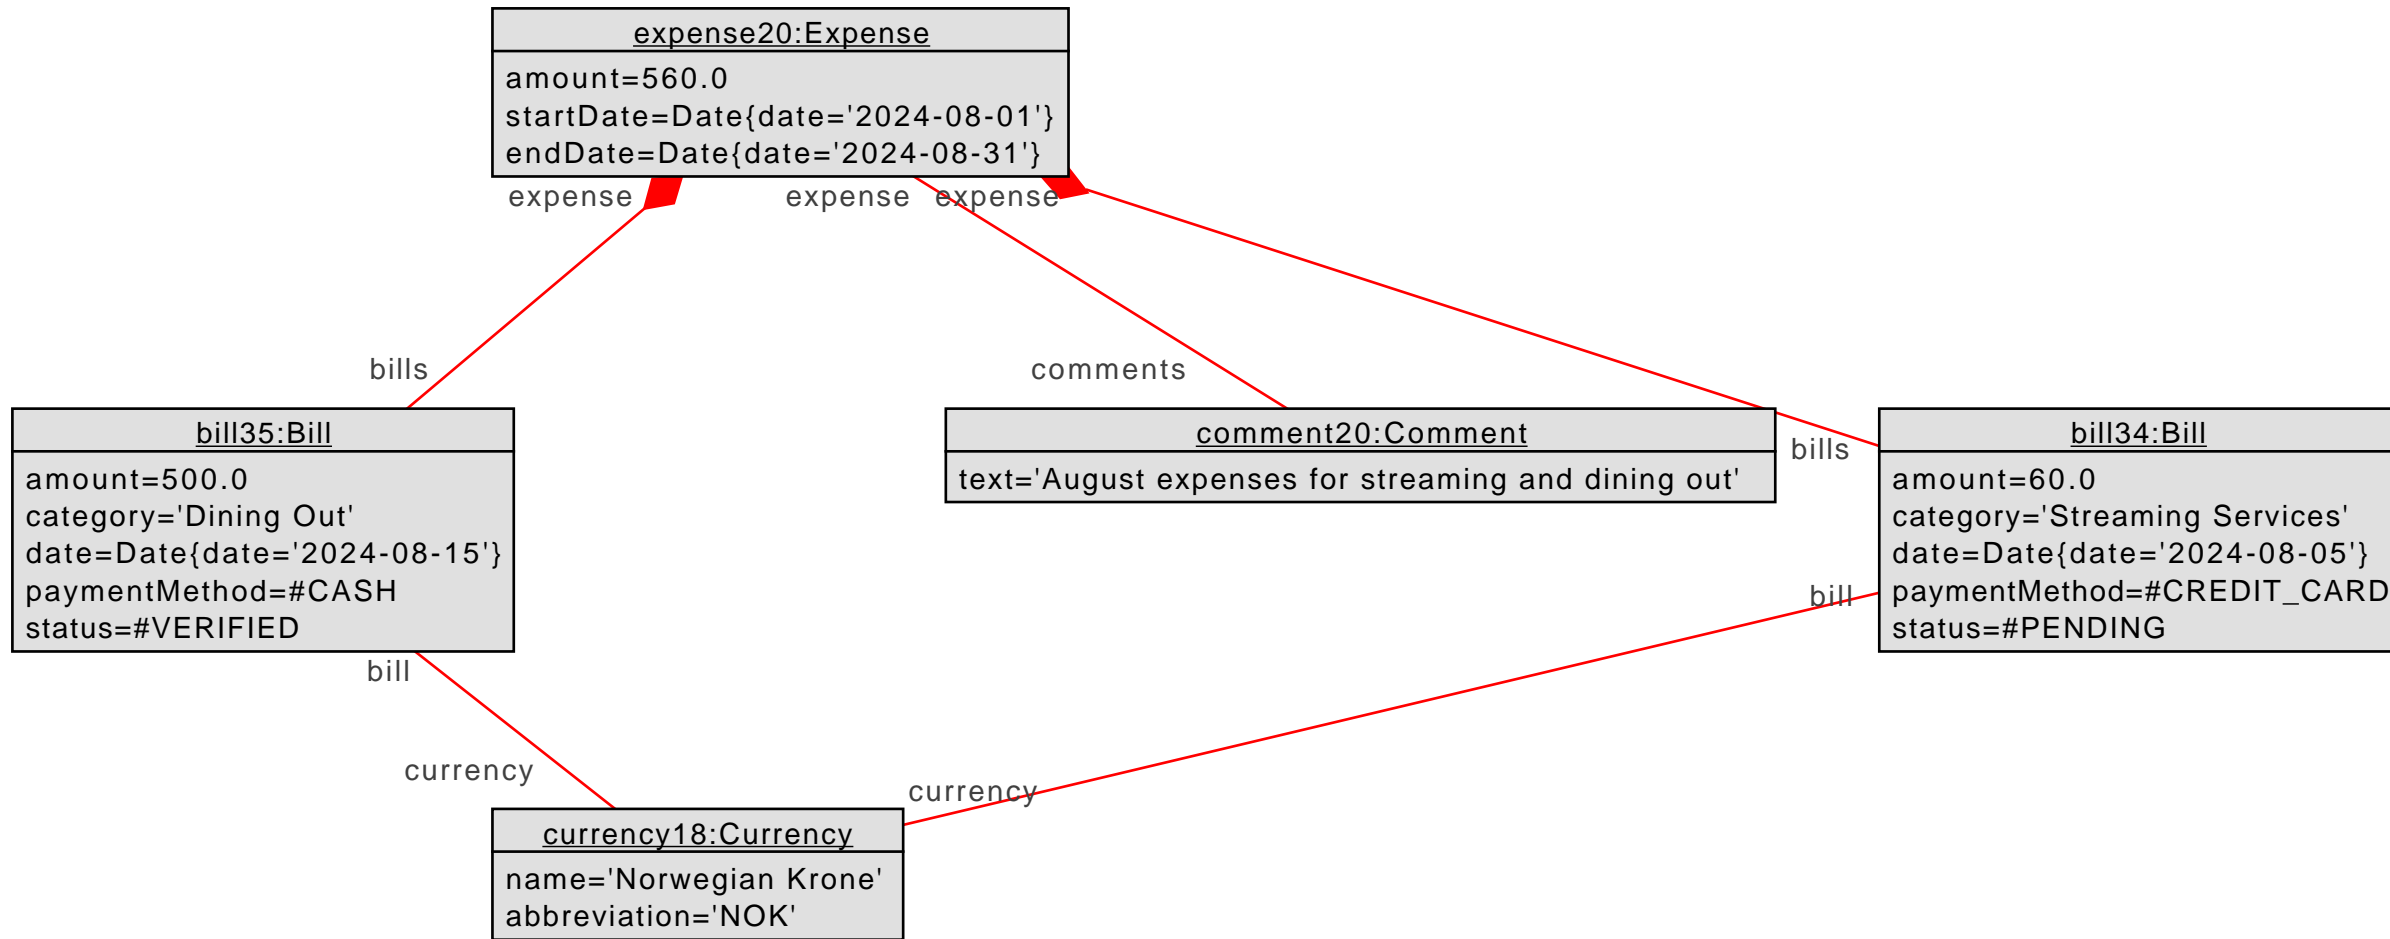 expense20:Expense
amount=560.0
startDate=Date{date='2024-08-01'}
endDate=Date{date='2024-08-31'}
expense
expense
expense
bills
comments
bills
bill35:Bill
amount=500.0
category='Dining Out'
date=Date{date='2024-08-15'}
paymentMethod=#CASH
status=#VERIFIED
comment20:Comment
text='August expenses for streaming and dining out'
bill34:Bill
amount=60.0
category='Streaming Services'
date=Date{date='2024-08-05'}
paymentMethod=#CREDIT_CARD
status=#PENDING
bill
bill
currency
currency
currency18:Currency
name='Norwegian Krone'
abbreviation='NOK'